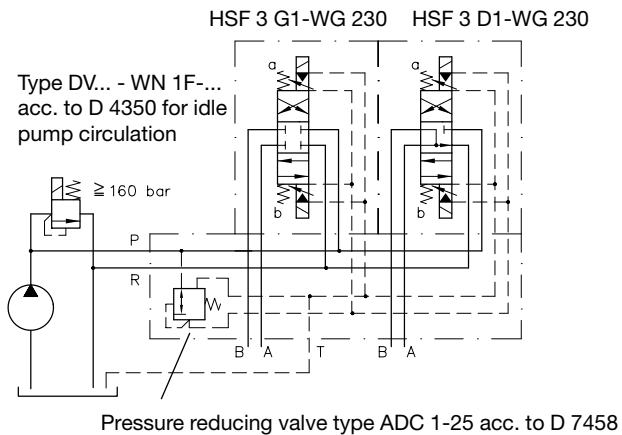 HSF 3 G1-WG 230 HSF 3 D1-WG 230
Type DV... - WN 1F-...
acc. to D 4350 for idle
pump circulation
a
a
≧ 160 bar
b
b
P
R
B A T B A
Pressure reducing valve type ADC 1-25 acc. to D 7458